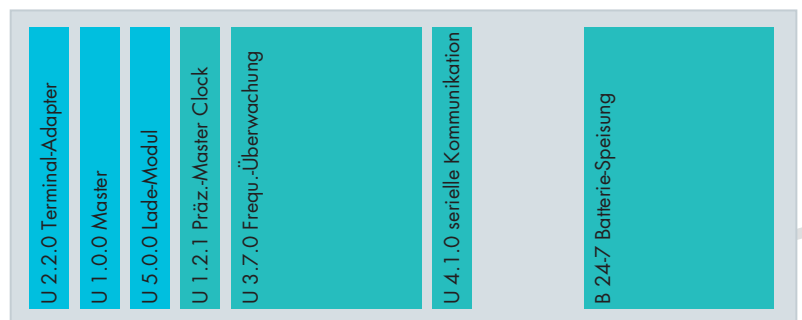 U 2.2.0 Terminal-Adapter
U 1.0.0 Master
U 5.0.0 Lade-Modul
U 1.2.1 Präz.-Master Clock
U 3.7.0 Frequ.-Überwachung
U 4.1.0 serielle Kommunikation
B 24-7 Batterie-Speisung